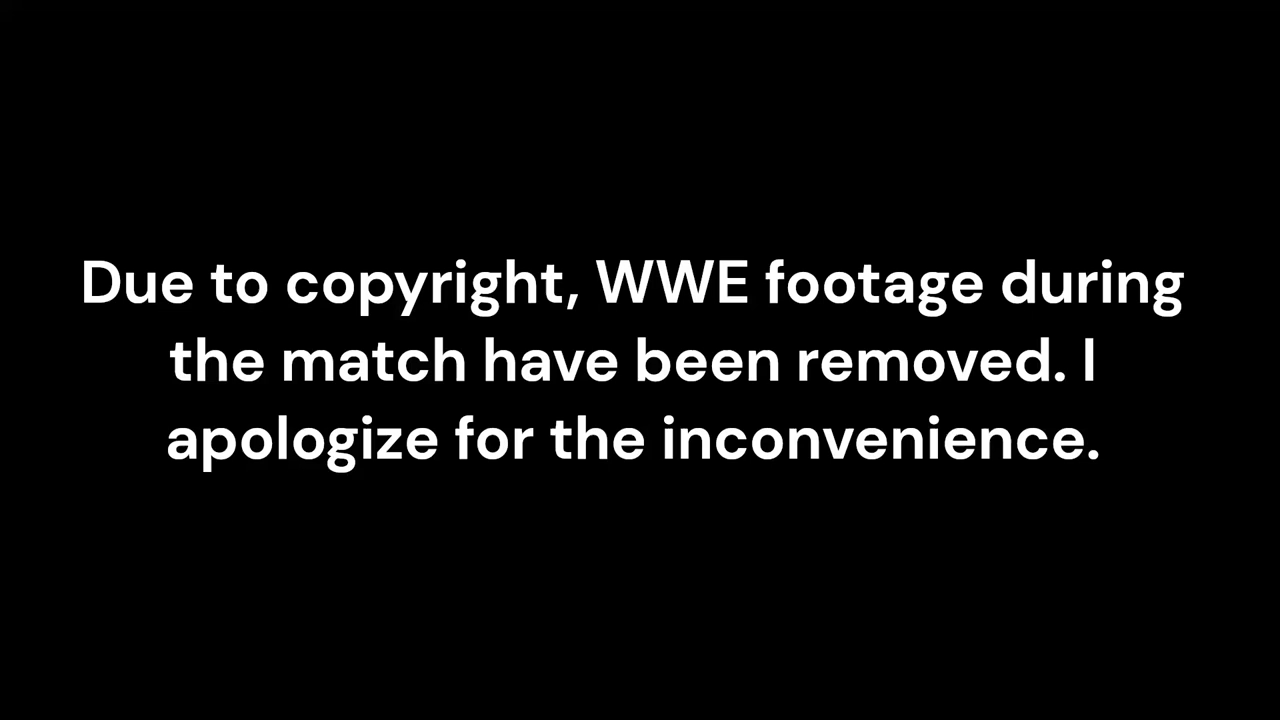 Due to copyright, WWE footage during
the match have been removed. I
apologize for the inconvenience.